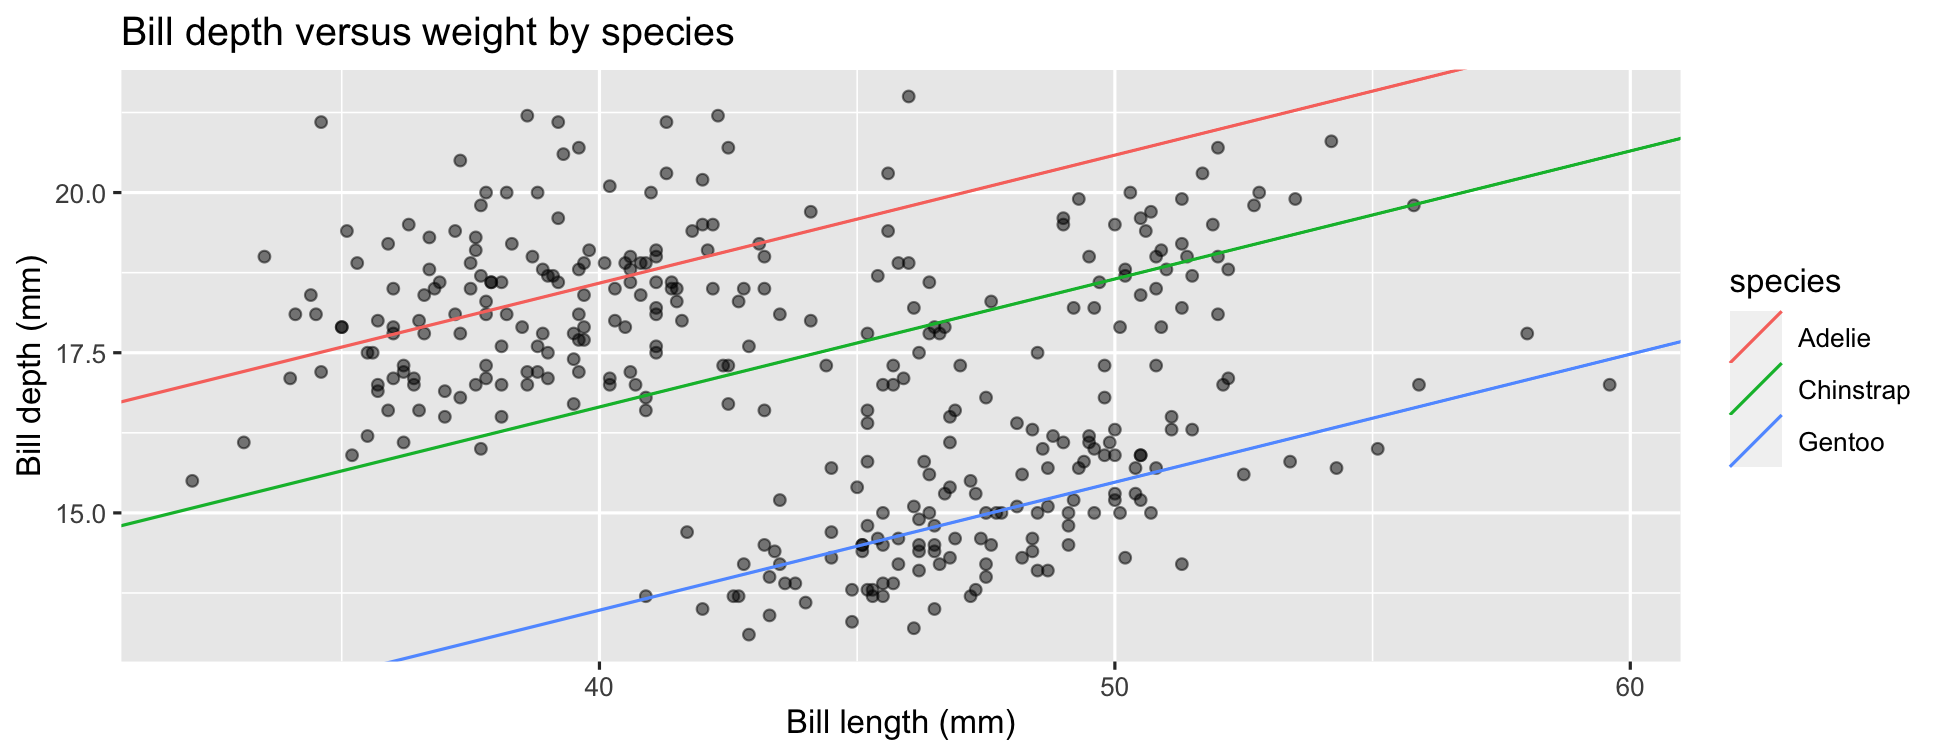 Bill depth versus weight by species
Bill depth (mm)
20.0
17.5
15.0
40
50
60
Bill length (mm)
species
Adelie
Chinstrap
Gentoo